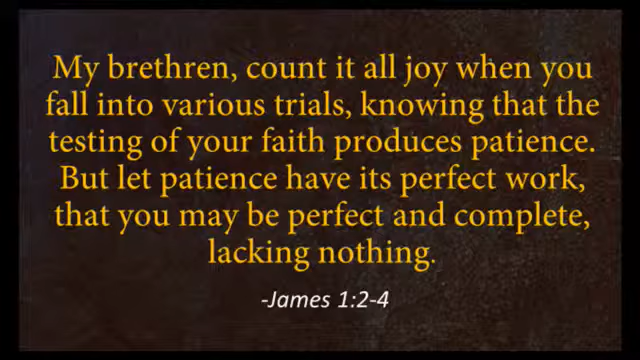 My brethren, count it all joy when you
fall into various trials, knowing that the
testing of your faith produces patience.
But let patience have its perfect work,
that you may be perfect and complete,
lacking nothing.
-James 1:2-4